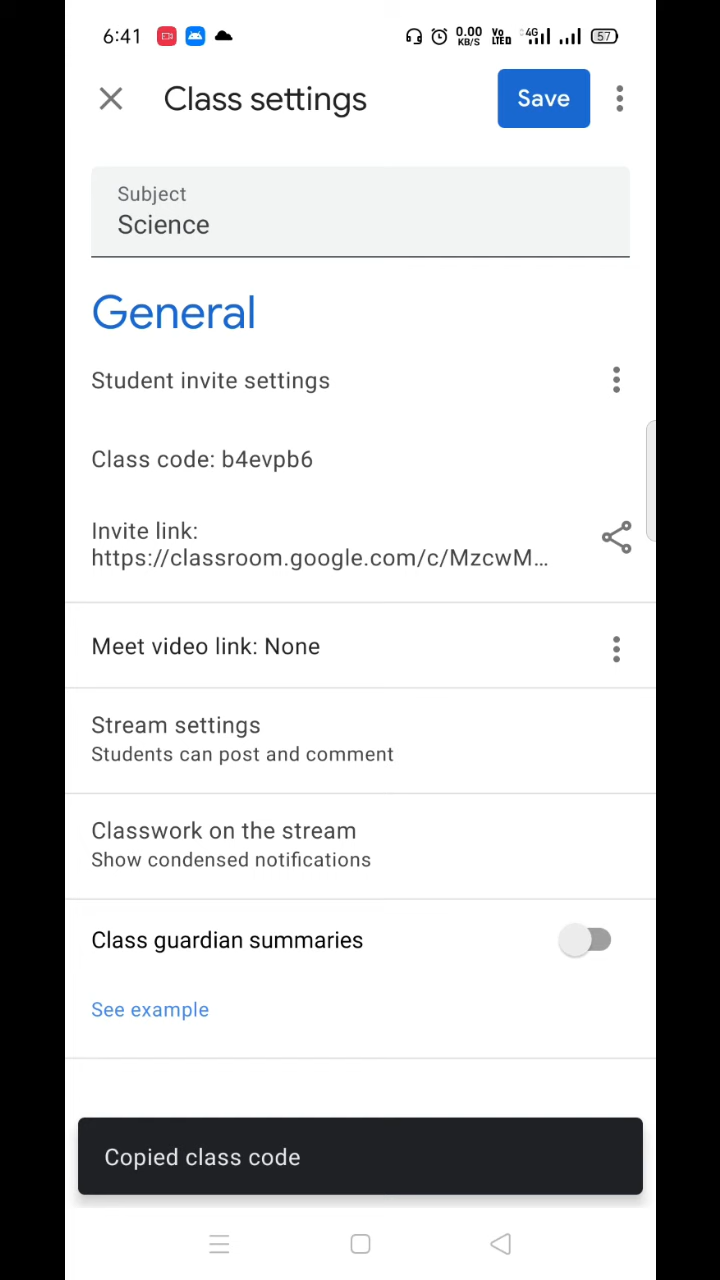 6:41 0.00 KB/S Vo LTED 4G 57
Class settings Save
Subject
Science
General
Student invite settings
Class code: b4evpb6
Invite link:
https://classroom.google.com/c/MzcwM...
Meet video link: None
Stream settings
Students can post and comment
Classwork on the stream
Show condensed notifications
Class guardian summaries
See example
Copied class code